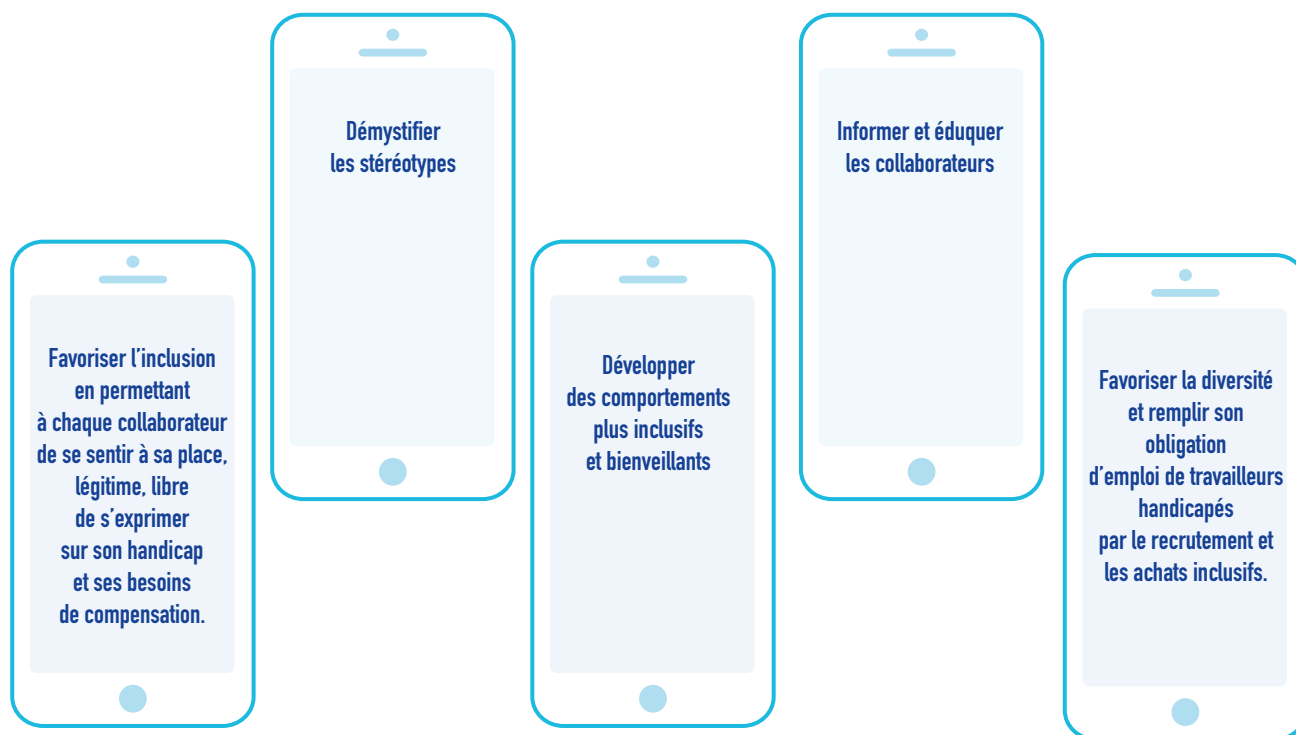 Favoriser l’inclusion
en permettant
à chaque collaborateur
de se sentir à sa place,
légitime, libre
de s’exprimer
sur son handicap
et ses besoins
de compensation.
Démystifier
les stéréotypes
Développer
des comportements
plus inclusifs
et bienveillants
Informer et éduquer
les collaborateurs
Favoriser la diversité
et remplir son
obligation
d’emploi de travailleurs
handicapés
par le recrutement et
les achats inclusifs.